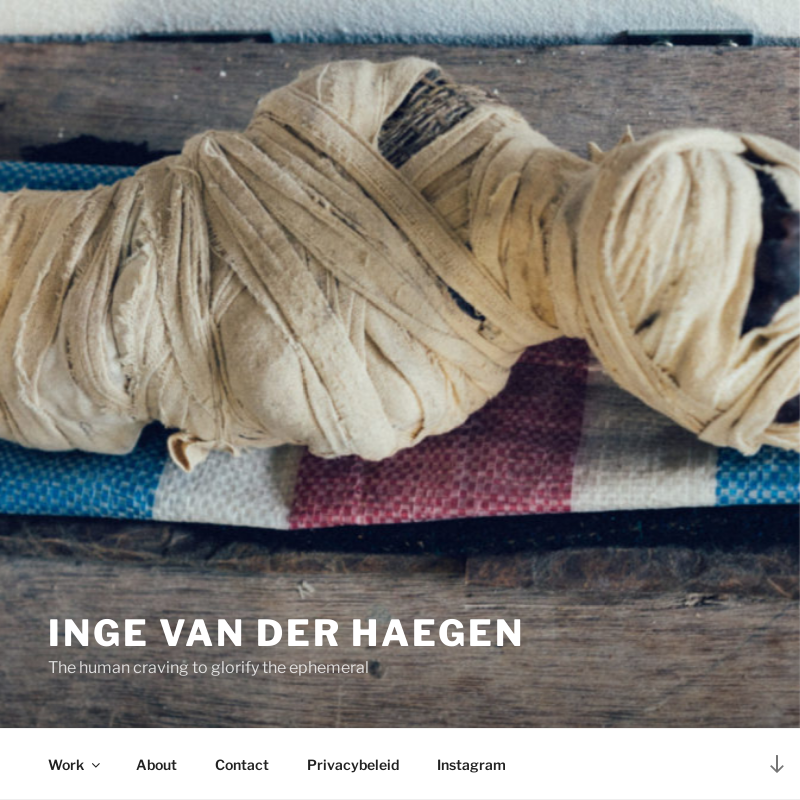 INGE VAN DER HAEGEN
The human craving to glorify the ephemeral
Work About Contact Privacybeleid Instagram